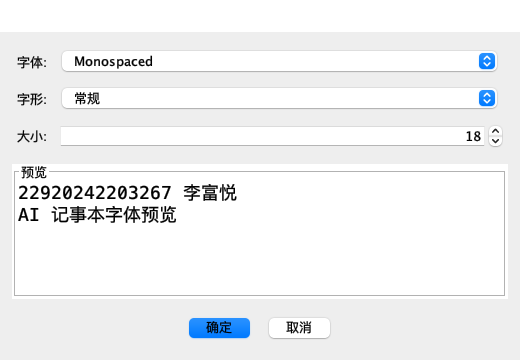 字体: Monospaced
字形: 常规
大小: 18
预览
22920242203267 李富悦
AI 记事本字体预览
确定 取消